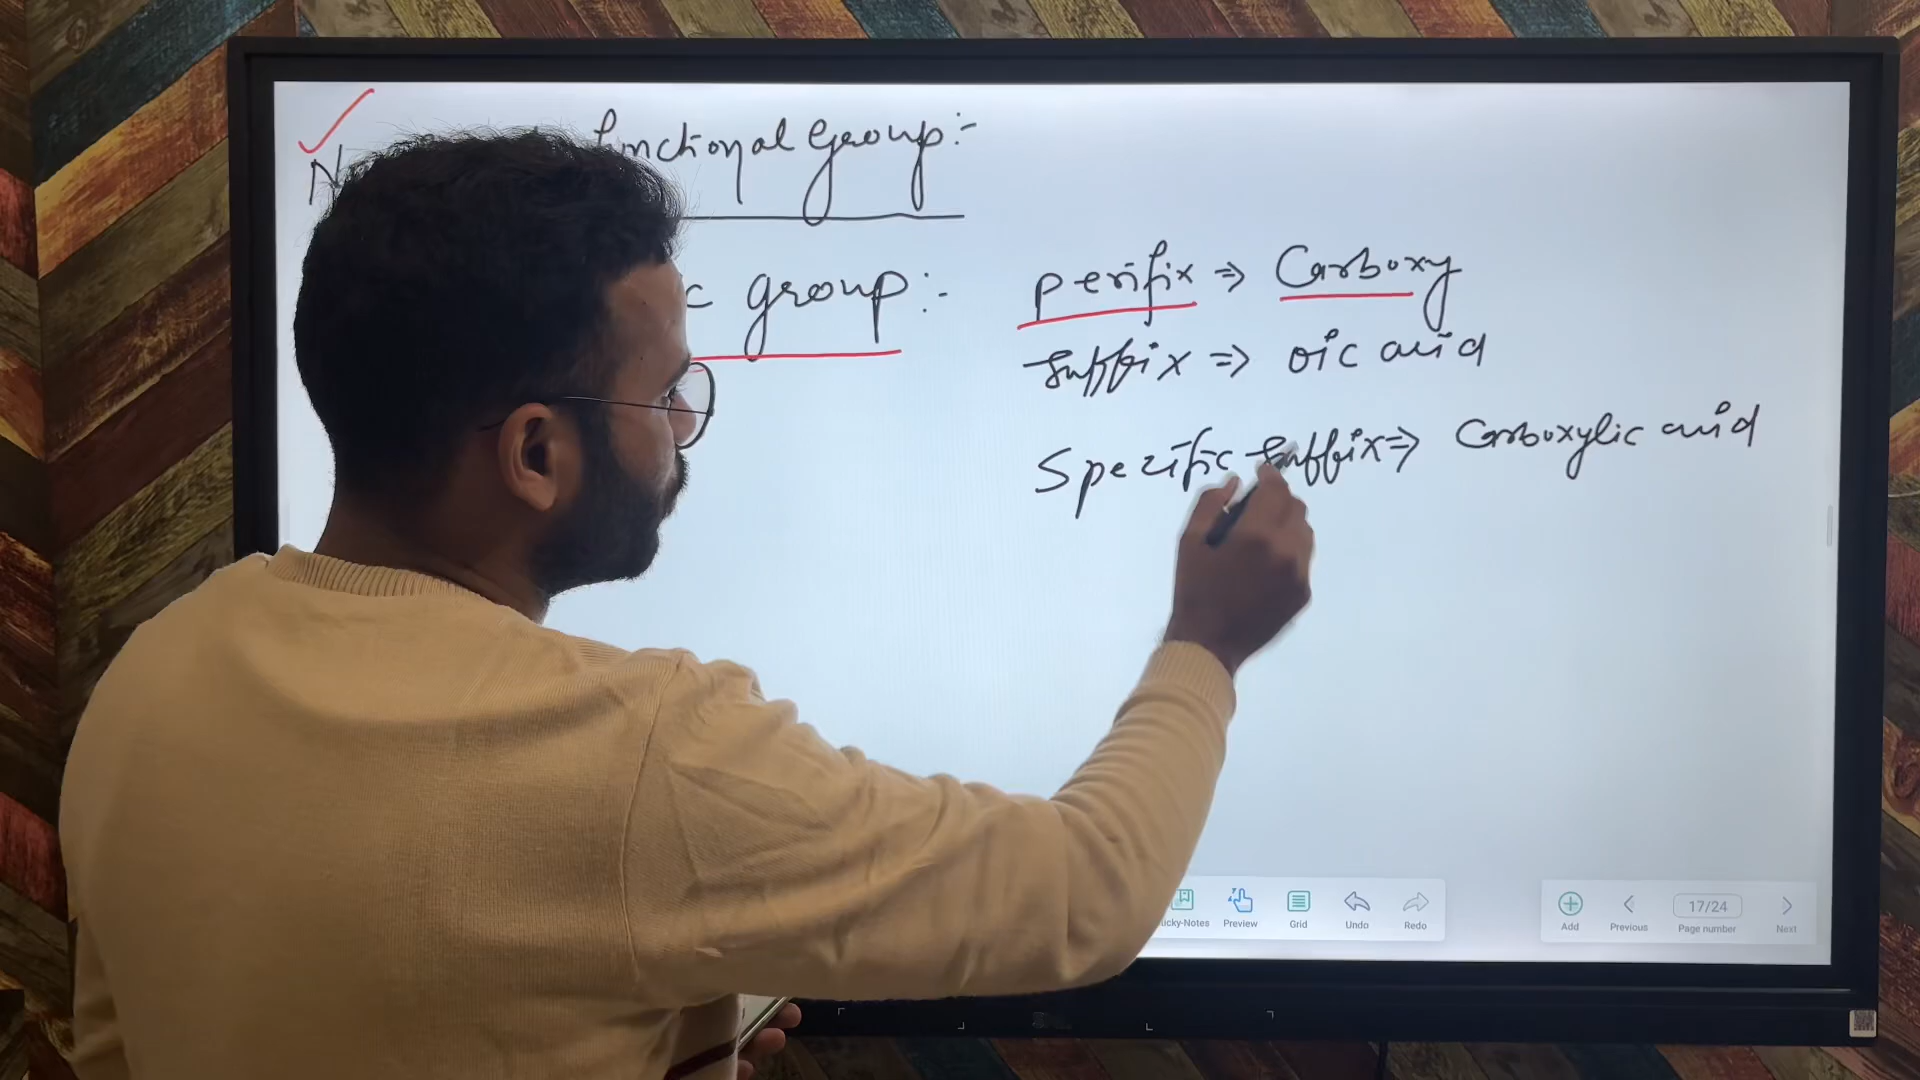 functional Group:-
c group:-
perifix ⇒ Carboxy
Suffix ⇒ oic acid
Specific Suffix ⇒ Carboxylic acid
icky-Notes Preview Grid Undo Redo
Add Previous 17/24 Page number Next